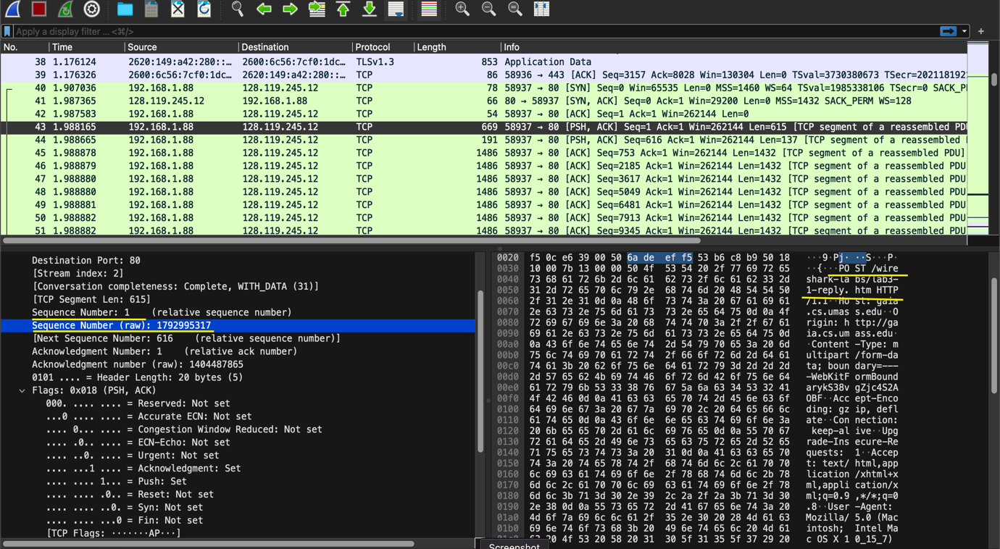 Apply a display filter … <⌘/>
No. Time Source Destination Protocol Length Info
38 1.176124 2620:149:a42:280::… 2600:6c56:7cf0:1dc… TLSv1.3 853 Application Data
39 1.176326 2600:6c56:7cf0:1dc… 2620:149:a42:280::… TCP 86 58936 → 443 [ACK] Seq=3157 Ack=8028 Win=130304 Len=0 TSval=3730380673 TSecr=202118192
40 1.907036 192.168.1.88 128.119.245.12 TCP 78 58937 → 80 [SYN] Seq=0 Win=65535 Len=0 MSS=1460 WS=64 TSval=1985338106 TSecr=0 SACK_P
41 1.987365 128.119.245.12 192.168.1.88 TCP 66 80 → 58937 [SYN, ACK] Seq=0 Ack=1 Win=29200 Len=0 MSS=1432 SACK_PERM WS=128
42 1.987583 192.168.1.88 128.119.245.12 TCP 54 58937 → 80 [ACK] Seq=1 Ack=1 Win=262144 Len=0
43 1.988165 192.168.1.88 128.119.245.12 TCP 669 58937 → 80 [PSH, ACK] Seq=1 Ack=1 Win=262144 Len=615 [TCP segment of a reassembled PD
44 1.988665 192.168.1.88 128.119.245.12 TCP 191 58937 → 80 [PSH, ACK] Seq=616 Ack=1 Win=262144 Len=137 [TCP segment of a reassembled
45 1.988878 192.168.1.88 128.119.245.12 TCP 1486 58937 → 80 [ACK] Seq=753 Ack=1 Win=262144 Len=1432 [TCP segment of a reassembled PDU]
46 1.988879 192.168.1.88 128.119.245.12 TCP 1486 58937 → 80 [ACK] Seq=2185 Ack=1 Win=262144 Len=1432 [TCP segment of a reassembled PDU
47 1.988880 192.168.1.88 128.119.245.12 TCP 1486 58937 → 80 [ACK] Seq=3617 Ack=1 Win=262144 Len=1432 [TCP segment of a reassembled PDU
48 1.988880 192.168.1.88 128.119.245.12 TCP 1486 58937 → 80 [ACK] Seq=5049 Ack=1 Win=262144 Len=1432 [TCP segment of a reassembled PDU
49 1.988881 192.168.1.88 128.119.245.12 TCP 1486 58937 → 80 [ACK] Seq=6481 Ack=1 Win=262144 Len=1432 [TCP segment of a reassembled PDU
50 1.988882 192.168.1.88 128.119.245.12 TCP 1486 58937 → 80 [ACK] Seq=7913 Ack=1 Win=262144 Len=1432 [TCP segment of a reassembled PDU
51 1.988882 192.168.1.88 128.119.245.12 TCP 1486 58937 → 80 [ACK] Seq=9345 Ack=1 Win=262144 Len=1432 [TCP segment of a reassembled PDU
Destination Port: 80
[Stream index: 2]
[Conversation completeness: Complete, WITH_DATA (31)]
[TCP Segment Len: 615]
Sequence Number: 1 (relative sequence number)
Sequence Number (raw): 1792995317
[Next Sequence Number: 616 (relative sequence number)]
Acknowledgment Number: 1 (relative ack number)
Acknowledgment number (raw): 1404487865
0101 .... = Header Length: 20 bytes (5)
Flags: 0x018 (PSH, ACK)
000. .... .... = Reserved: Not set
...0 .... .... = Accurate ECN: Not set
.... 0... .... = Congestion Window Reduced: Not set
.... .0.. .... = ECN-Echo: Not set
.... ..0. .... = Urgent: Not set
.... ...1 .... = Acknowledgment: Set
.... .... 1... = Push: Set
.... .... .0.. = Reset: Not set
.... .... ..0. = Syn: Not set
.... .... ...0 = Fin: Not set
[TCP Flags: ·······AP···]
0020 f5 0c e6 39 00 50 6a de ef f5 53 b6 c8 b9 50 18 ···9·Pj· ··S···P·
0030 10 00 7b 13 00 00 50 4f 53 54 20 2f 77 69 72 65 ··{···PO ST /wire
0040 73 68 61 72 6b 2d 6c 61 62 73 2f 6c 61 62 33 2d shark-la bs/lab3-
0050 31 2d 72 65 70 6c 79 2e 68 74 6d 20 48 54 54 50 1-reply. htm HTTP
0060 2f 31 2e 31 0d 0a 48 6f 73 74 3a 20 67 61 69 61 /1.1··Ho st: gaia
0070 2e 63 73 2e 75 6d 61 73 73 2e 65 64 75 0d 0a 4f .cs.umas s.edu··O
0080 72 69 67 69 6e 3a 20 68 74 74 70 3a 2f 2f 67 61 rigin: h ttp://ga
0090 69 61 2e 63 73 2e 75 6d 61 73 73 2e 65 64 75 0d ia.cs.um ass.edu·
00a0 0a 43 6f 6e 74 65 6e 74 2d 54 79 70 65 3a 20 6d ·Content -Type: m
00b0 75 6c 74 69 70 61 72 74 2f 66 6f 72 6d 2d 64 61 ultipart /form-da
00c0 74 61 3b 20 62 6f 75 6e 64 61 72 79 3d 2d 2d 2d ta; boun dary=---
00d0 2d 57 65 62 4b 69 74 46 6f 72 6d 42 6f 75 6e 64 -WebKitF ormBound
00e0 61 72 79 6b 53 33 38 76 67 5a 6a 63 34 53 32 41 arykS38v gZjc4S2A
00f0 4f 42 46 0d 0a 41 63 63 65 70 74 2d 45 6e 63 6f OBF··Acc ept-Enco
0100 64 69 6e 67 3a 20 67 7a 69 70 2c 20 64 65 66 6c ding: gz ip, defl
0110 61 74 65 0d 0a 43 6f 6e 6e 65 63 74 69 6f 6e 3a ate··Con nection:
0120 20 6b 65 65 70 2d 61 6c 69 76 65 0d 0a 55 70 67 keep-al ive··Upg
0130 72 61 64 65 2d 49 6e 73 65 63 75 72 65 2d 52 65 rade-Ins ecure-Re
0140 71 75 65 73 74 73 3a 20 31 0d 0a 41 63 63 65 70 quests: 1··Accep
0150 74 3a 20 74 65 78 74 2f 68 74 6d 6c 2c 61 70 70 t: text/ html,app
0160 6c 69 63 61 74 69 6f 6e 2f 78 68 74 6d 6c 2b 78 lication /xhtml+x
0170 6d 6c 2c 61 70 70 6c 69 63 61 74 69 6f 6e 2f 78 ml,appli cation/x
0180 6d 6c 3b 71 3d 30 2e 39 2c 2a 2f 2a 3b 71 3d 30 ml;q=0.9 ,*/*;q=0
0190 2e 38 0d 0a 55 73 65 72 2d 41 67 65 6e 74 3a 20 .8··User -Agent:
01a0 4d 6f 7a 69 6c 6c 61 2f 35 2e 30 20 28 4d 61 63 Mozilla/ 5.0 (Mac
01b0 69 6e 74 6f 73 68 3b 20 49 6e 74 65 6c 20 4d 61 intosh; Intel Ma
20 4f 53 20 58 20 31 30 5f 31 35 5f 37 29 20 c OS X 1 0_15_7)
Screenshot